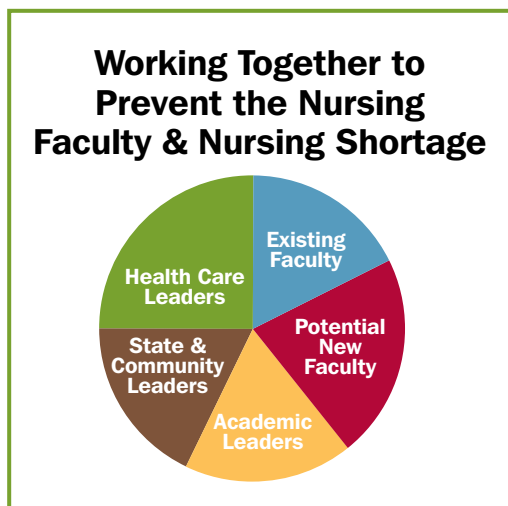 Working Together to
Prevent the Nursing
Faculty & Nursing Shortage
Existing
Faculty
Health Care
Leaders
Potential
New
Faculty
State &
Community
Leaders
Academic
Leaders